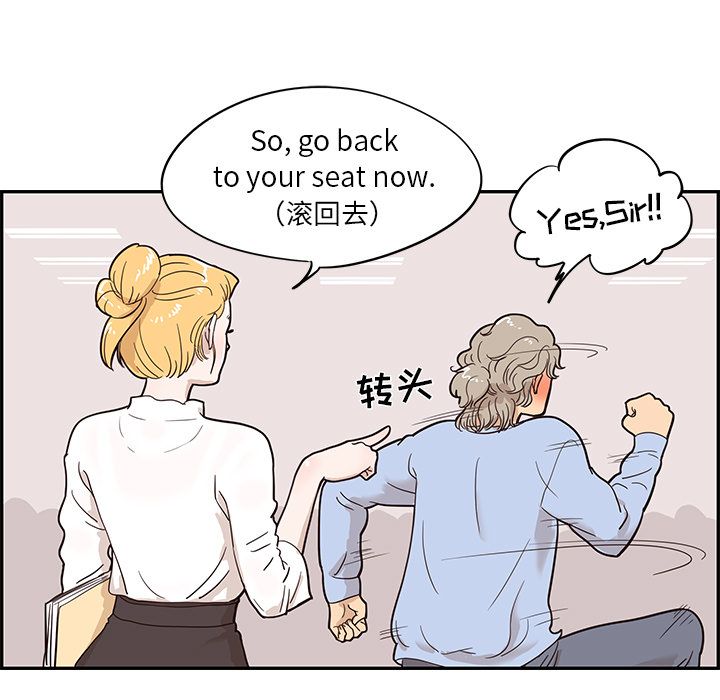 So, go back
to your seat now.
（滚回去）
Yes,Sir!!
转头